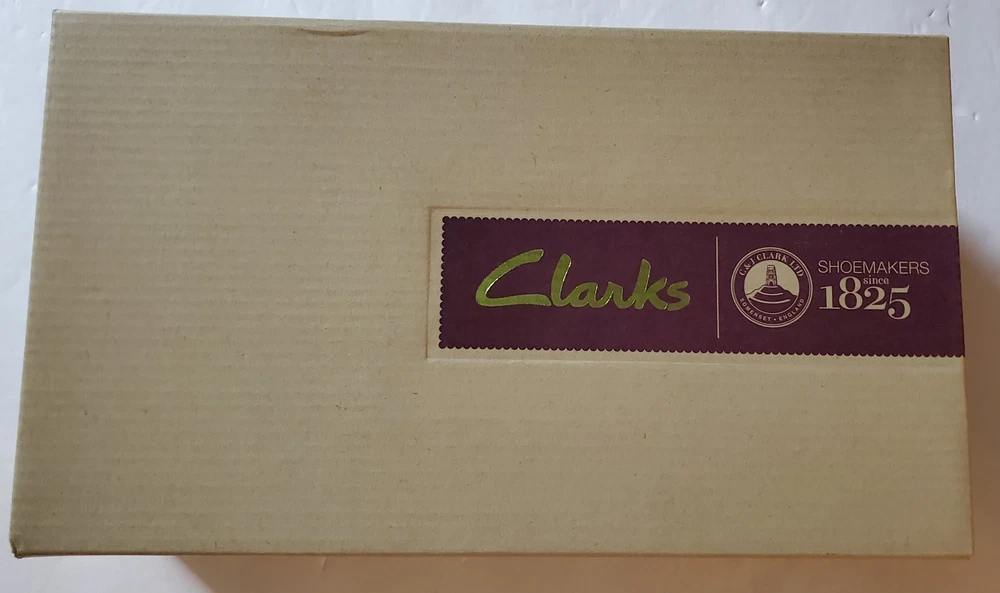 Clarks
C & J CLARK LTD
SOMERSET • ENGLAND
SHOEMAKERS
since
1825